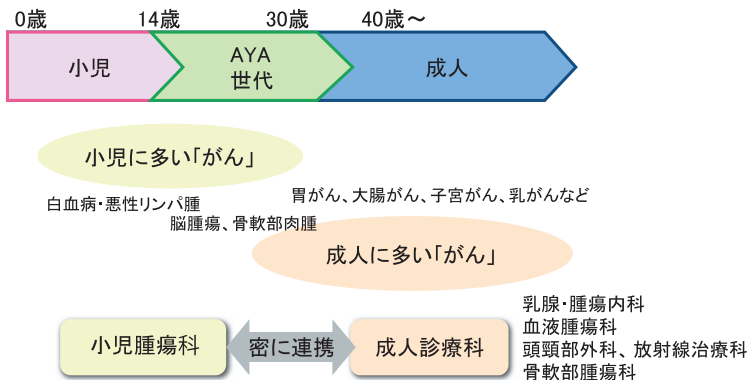 0歳 14歳 30歳 40歳～
小児
AYA
世代
成人
小児に多い「がん」
白血病・悪性リンパ腫
脳腫瘍、骨軟部肉腫
胃がん、大腸がん、子宮がん、乳がんなど
成人に多い「がん」
小児腫瘍科
密に連携
成人診療科
乳腺・腫瘍内科
血液腫瘍科
頭頸部外科、放射線治療科
骨軟部腫瘍科